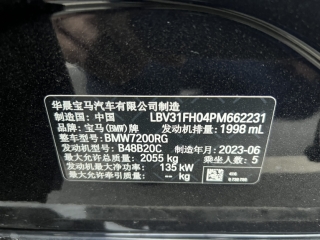 华晨宝马汽车有限公司制造
制造国：中国 LBV31FH04PM662231
品牌：宝马(BMW)牌 发动机排量：1998 mL
整车型号：BMW7200RG
发动机型号：B48B20C 制造年月：2023-06
最大允许总质量：2055 kg 乘坐人数：5
发动机最大净功率：135 kW
最大允许牵引质量：--- kg